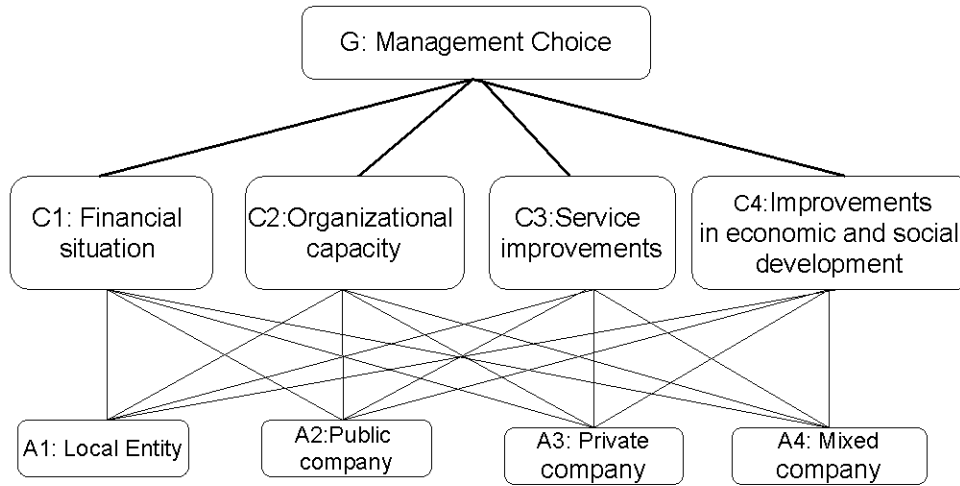 G: Management Choice
C1: Financial
situation
C2:Organizational
capacity
C3:Service
improvements
C4:Improvements
in economic and social
development
A1: Local Entity
A2:Public
company
A3: Private
company
A4: Mixed
company